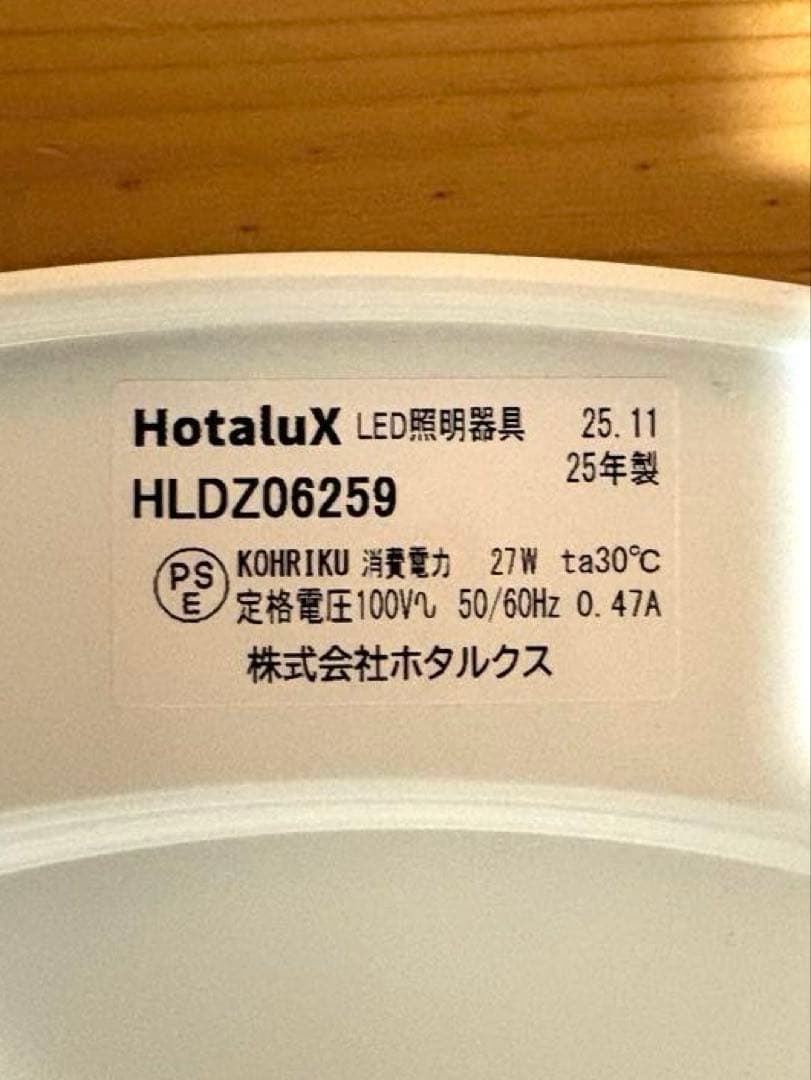 HotaluX LED照明器具 25.11
25年製
HLDZ06259
PSE KOHRIKU 消費電力 27W ta30℃
定格電圧100V∿ 50/60Hz 0.47A
株式会社ホタルクス